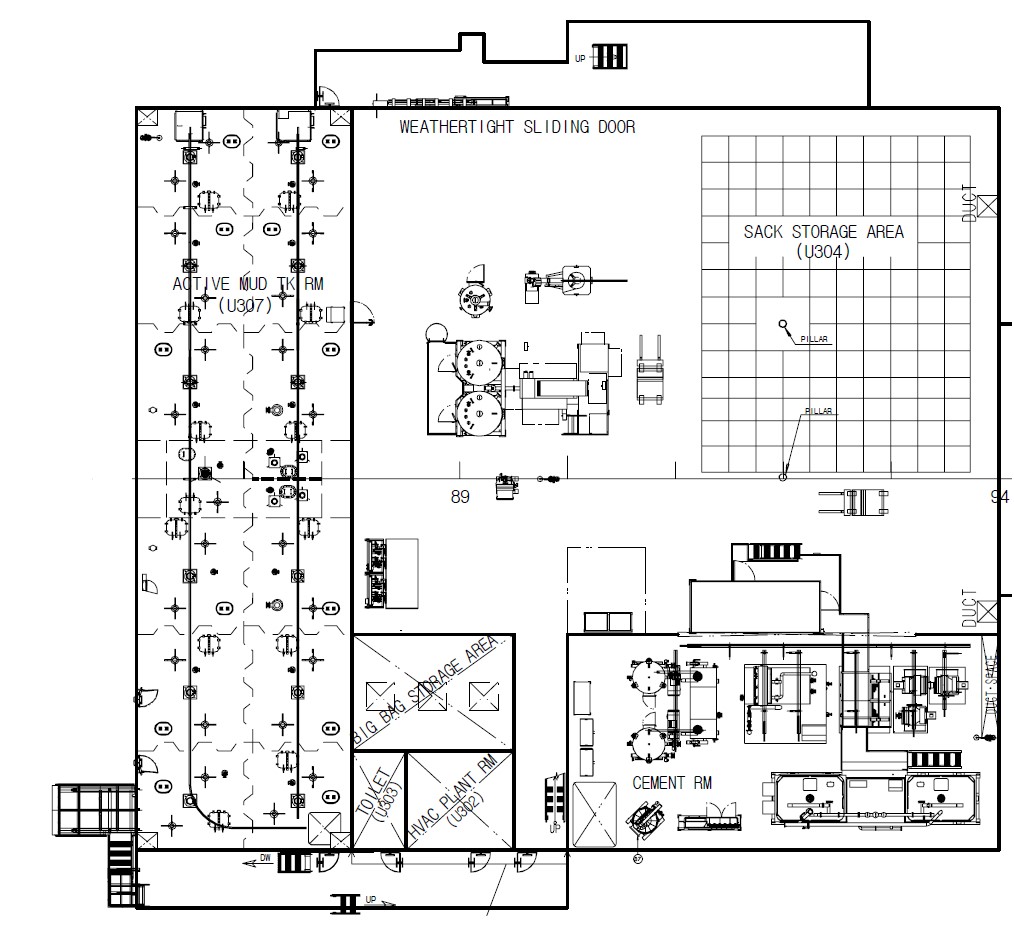 UP
WEATHERTIGHT SLIDING DOOR
DUCT
SACK STORAGE AREA
(U304)
ACTIVE MUD TK RM
(U307)
PILLAR
PILLAR
89
94
DUCT
BIG BAG STORAGE AREA
DUCT SPACE
TOILET
(U303)
HVAC PLANT RM
(U302)
CEMENT RM
UP
DW
UP